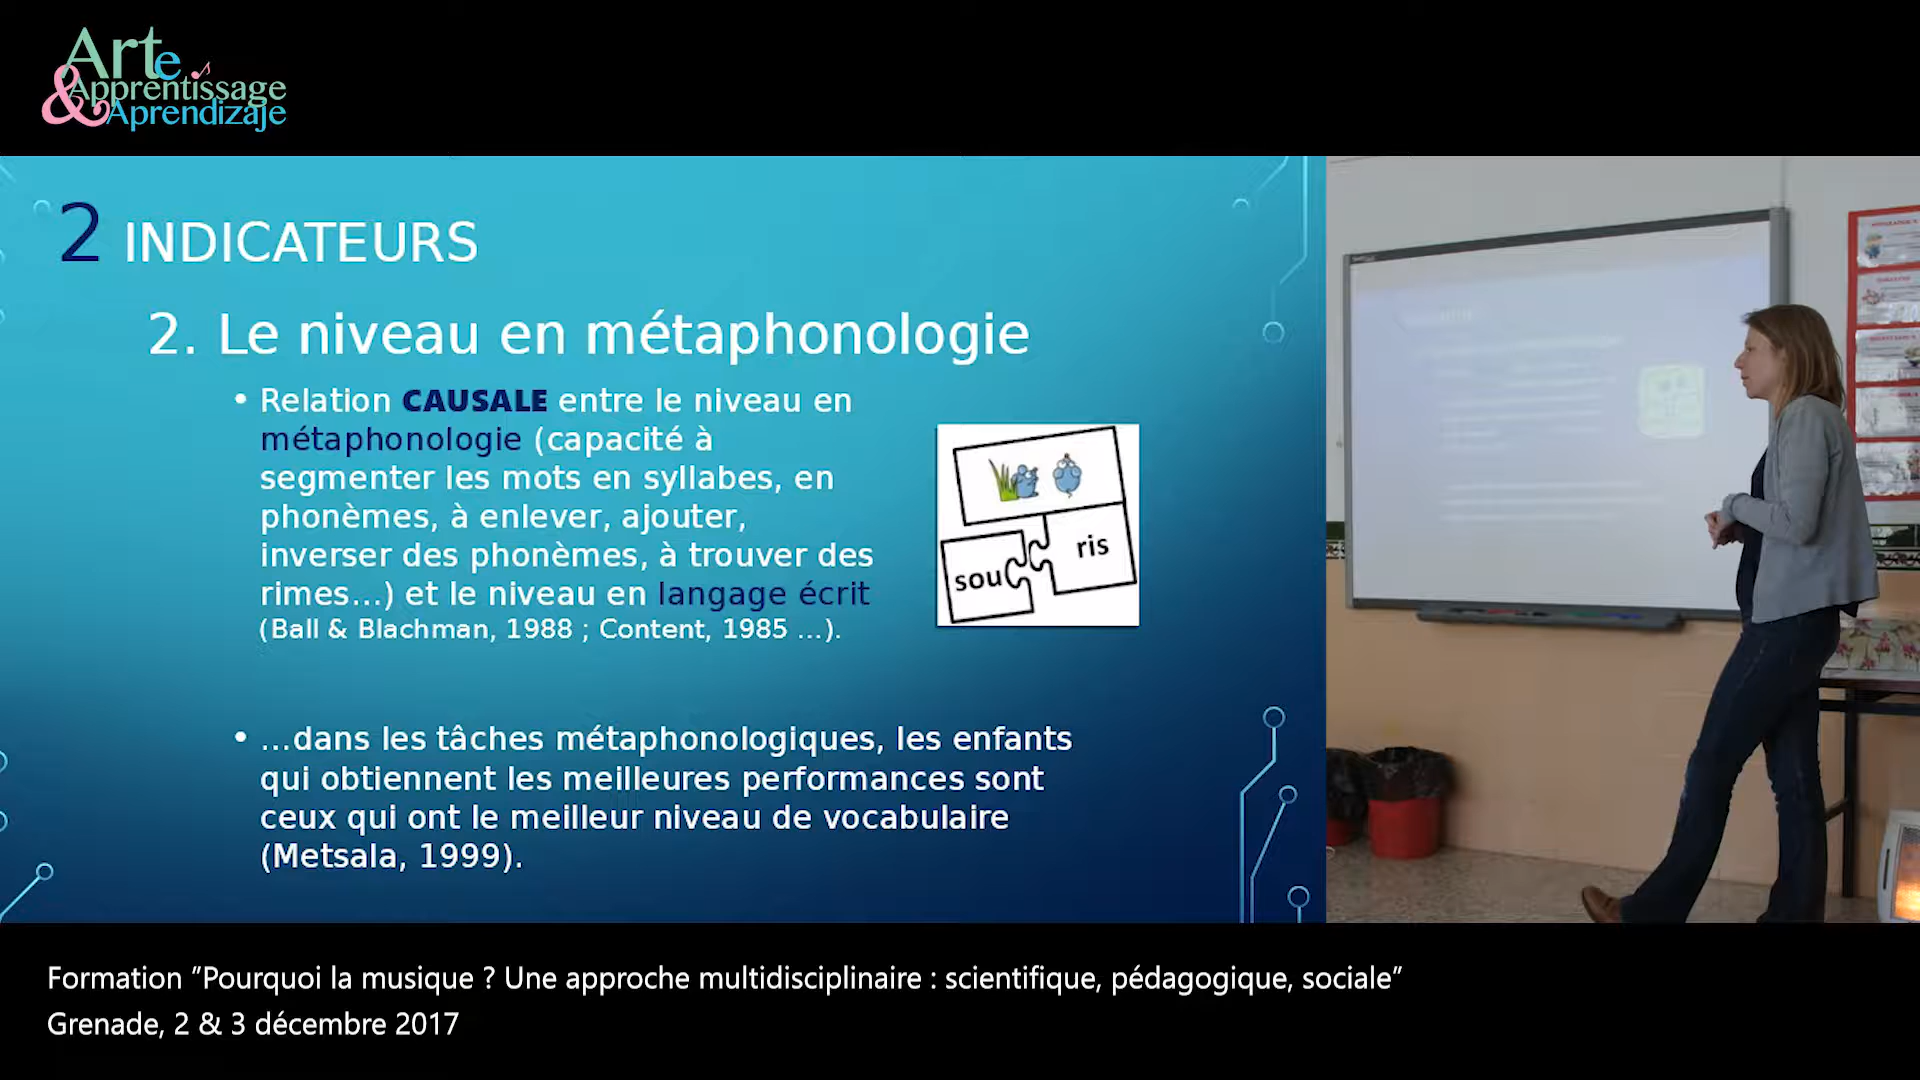 Arte
& Apprentissage
Aprendizaje
2 INDICATEURS
2. Le niveau en métaphonologie
• Relation CAUSALE entre le niveau en
métaphonologie (capacité à
segmenter les mots en syllabes, en
phonèmes, à enlever, ajouter,
inverser des phonèmes, à trouver des
rimes...) et le niveau en langage écrit
(Ball & Blachman, 1988 ; Content, 1985 ...).
sou
ris
• ...dans les tâches métaphonologiques, les enfants
qui obtiennent les meilleures performances sont
ceux qui ont le meilleur niveau de vocabulaire
(Metsala, 1999).
Formation "Pourquoi la musique ? Une approche multidisciplinaire : scientifique, pédagogique, sociale"
Grenade, 2 & 3 décembre 2017